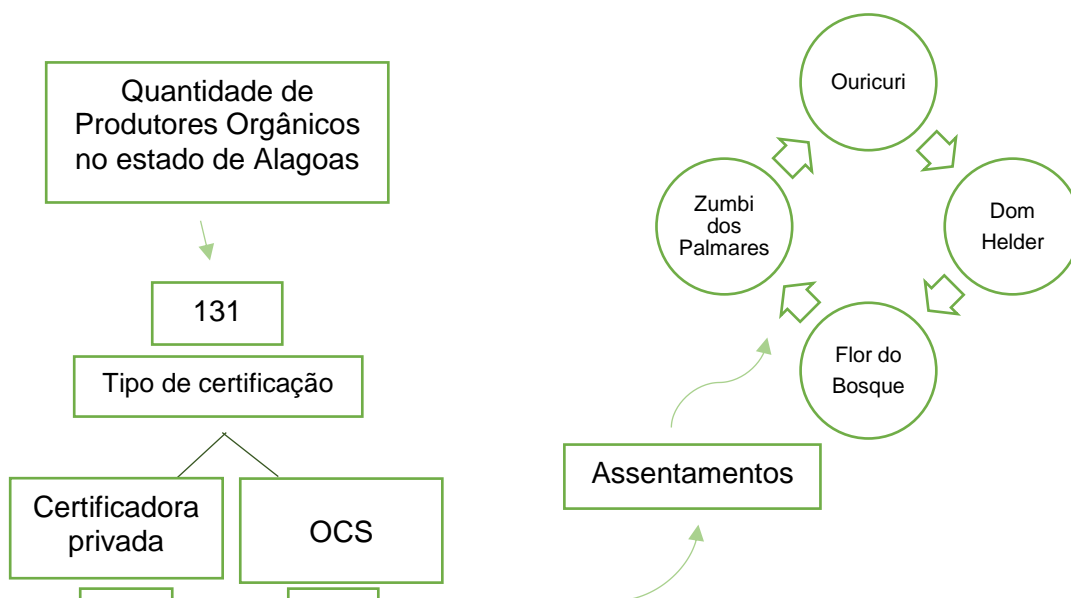 Quantidade de
Produtores Orgânicos
no estado de Alagoas
131
Tipo de certificação
Certificadora
privada
OCS
Ouricuri
Zumbi
dos
Palmares
Dom
Helder
Flor do
Bosque
Assentamentos